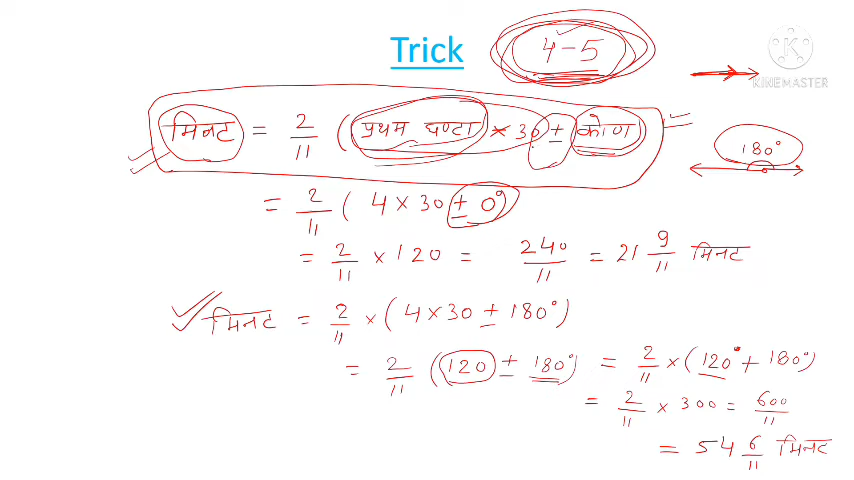 Trick
4 - 5
KINEMASTER
मिनट = 2/11 ( प्रथम घण्टा × 30 ± कोण )
180°
= 2/11 ( 4 × 30 ± 0° )
= 2/11 × 120 = 240/11 = 21 9/11 मिनट
मिनट = 2/11 × ( 4 × 30 ± 180° )
= 2/11 ( 120 ± 180° ) = 2/11 × ( 120° + 180° )
= 2/11 × 300 = 600/11
= 54 6/11 मिनट